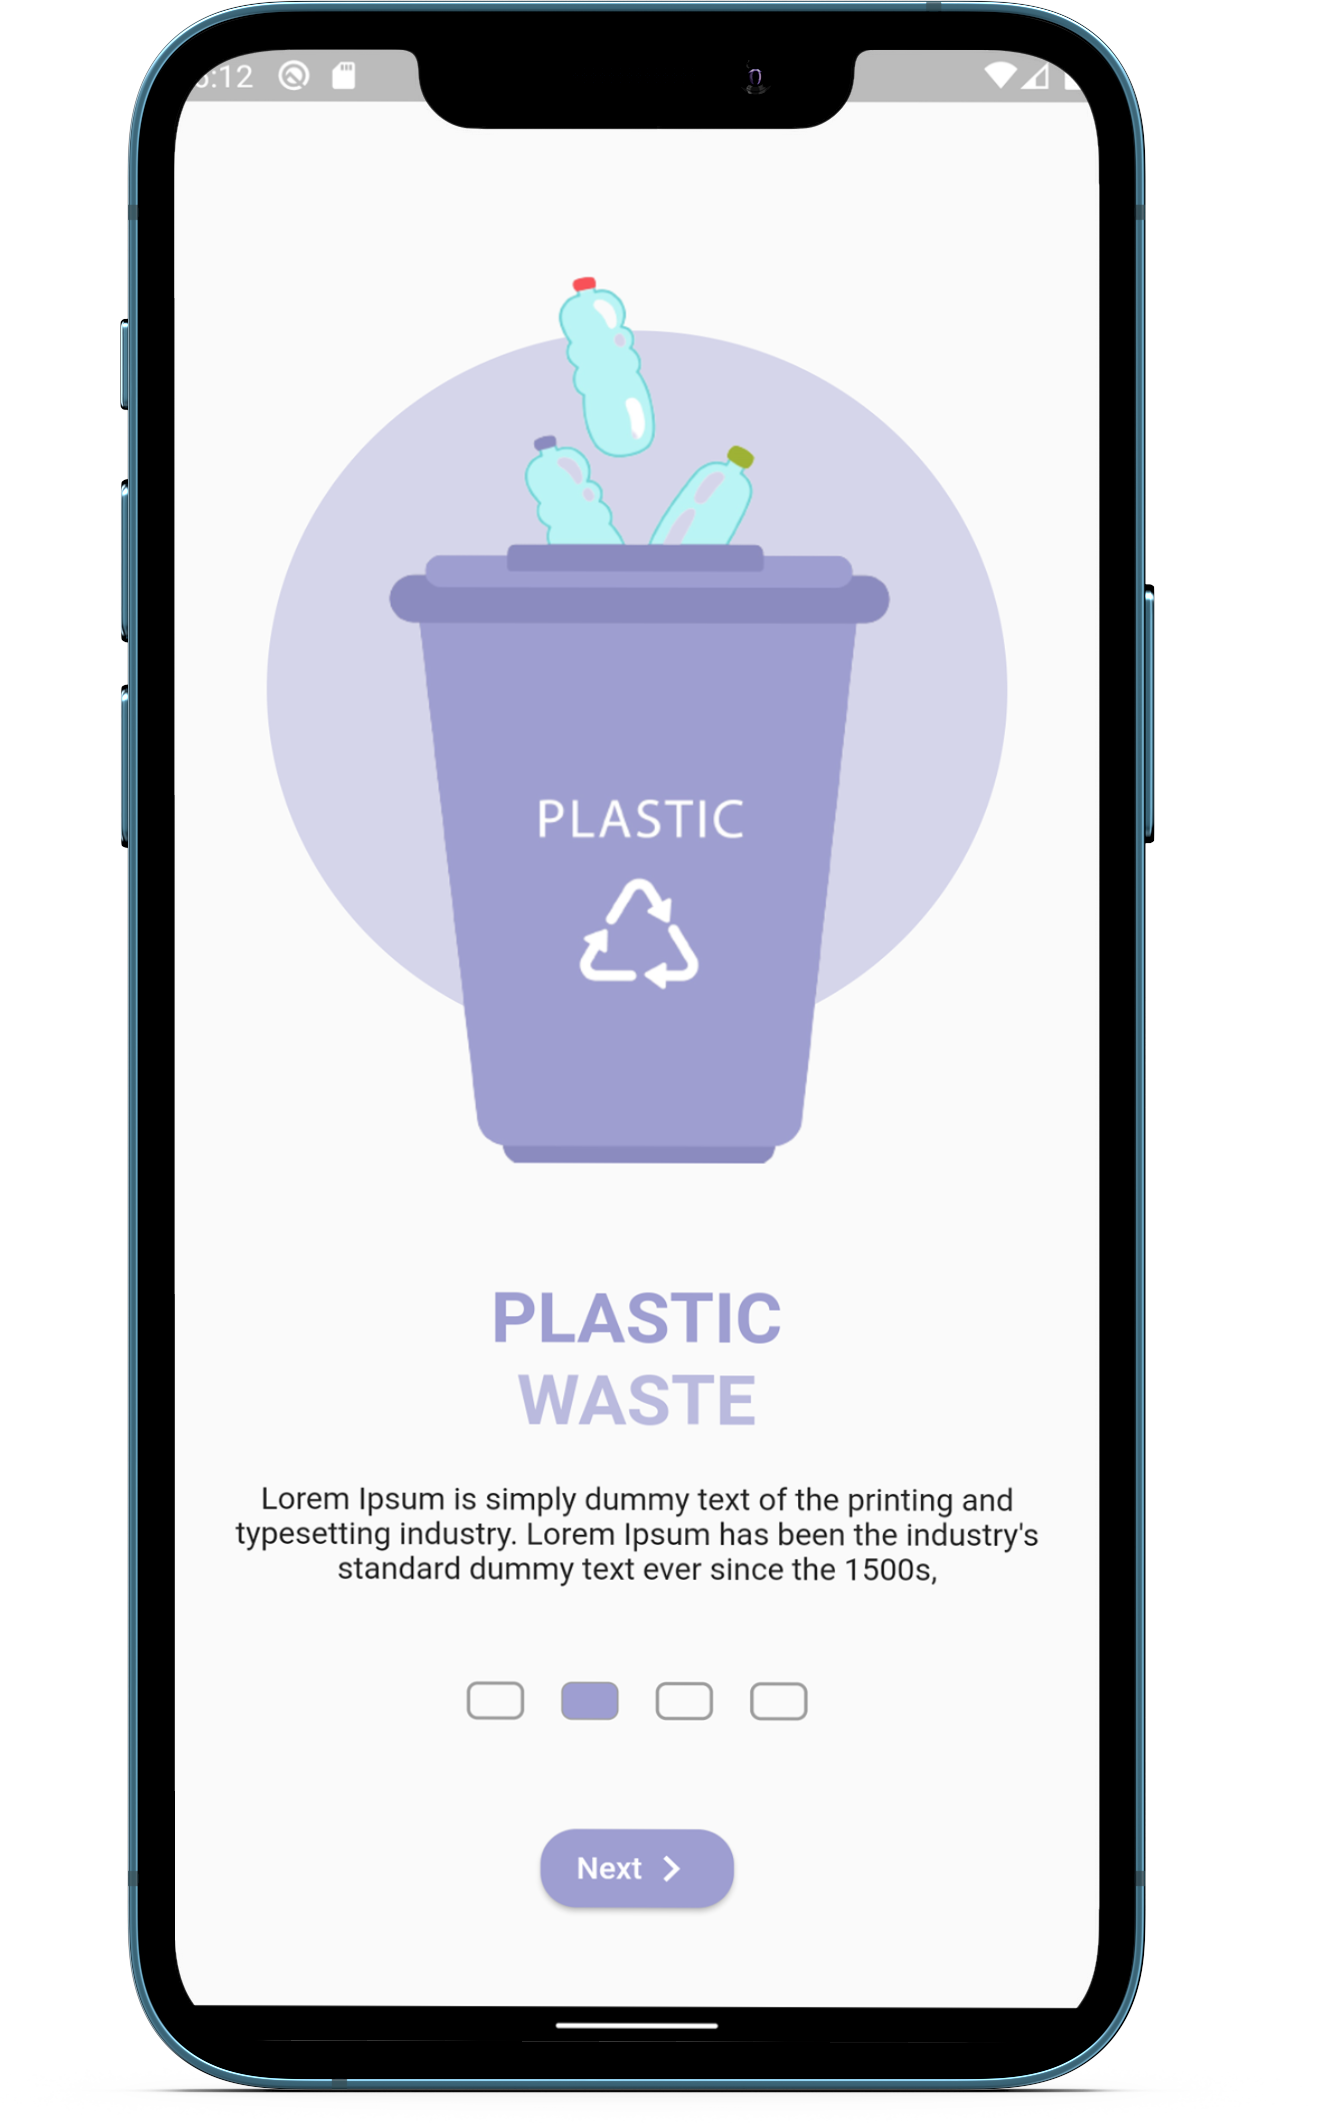 :12
PLASTIC
PLASTIC
WASTE
Lorem Ipsum is simply dummy text of the printing and
typesetting industry. Lorem Ipsum has been the industry's
standard dummy text ever since the 1500s,
Next